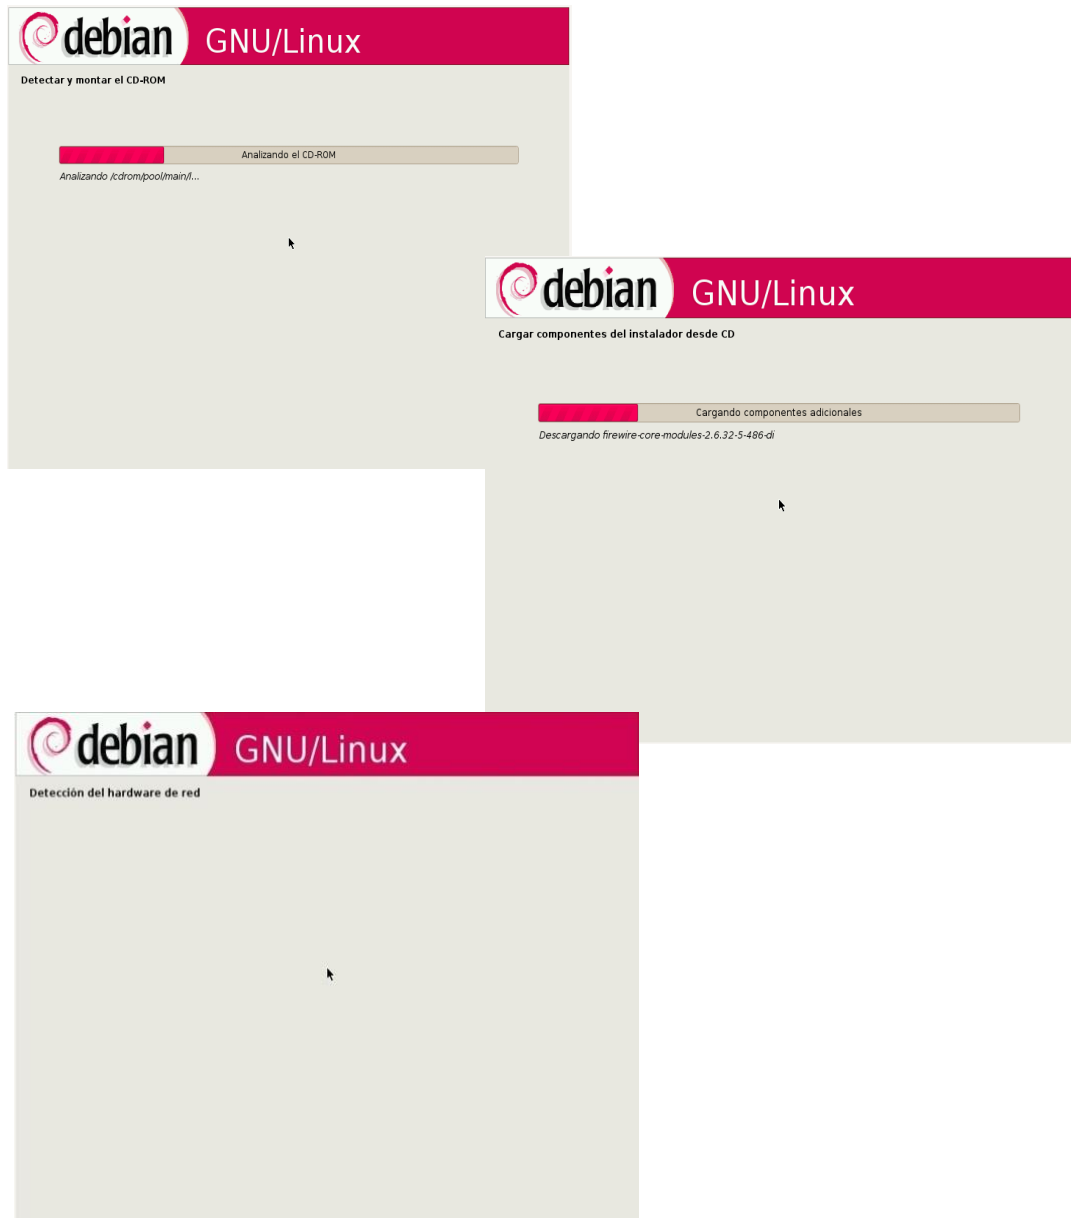 debian GNU/Linux
Detectar y montar el CD-ROM
Analizando el CD-ROM
Analizando /cdrom/pool/main/l...
debian GNU/Linux
Cargar componentes del instalador desde CD
Cargando componentes adicionales
Descargando firewire-core-modules-2.6.32-5-486-di
debian GNU/Linux
Detección del hardware de red